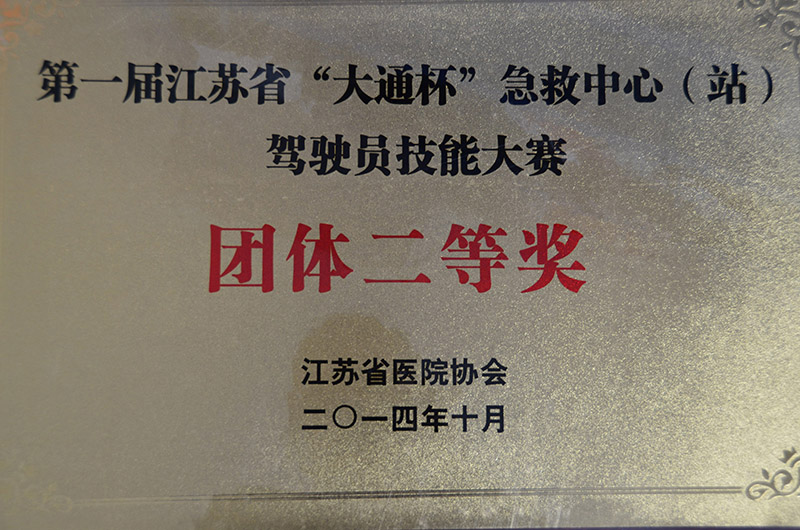 第一届江苏省“大通杯”急救中心（站）
驾驶员技能大赛
团体二等奖
江苏省医院协会
二〇一四年十月